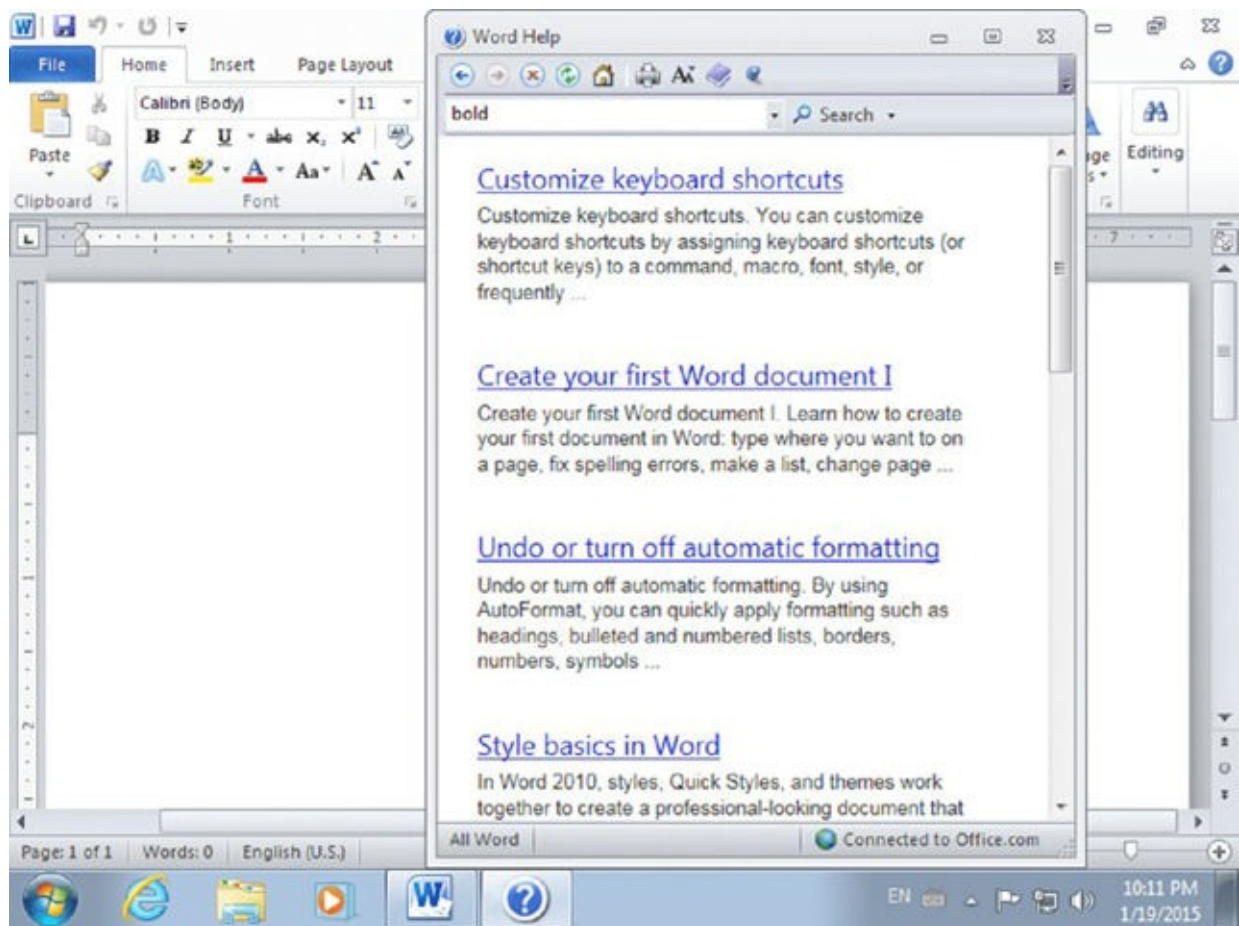 Word Help
File Home Insert Page Layout
bold Search
Calibri (Body) 11
B I U abc x₂ x²
Paste
Aa A A
Editing
Clipboard Font
1 2 7
Customize keyboard shortcuts
Customize keyboard shortcuts. You can customize
keyboard shortcuts by assigning keyboard shortcuts (or
shortcut keys) to a command, macro, font, style, or
frequently ...
Create your first Word document I
Create your first Word document I. Learn how to create
your first document in Word: type where you want to on
a page, fix spelling errors, make a list, change page ...
Undo or turn off automatic formatting
Undo or turn off automatic formatting. By using
AutoFormat, you can quickly apply formatting such as
headings, bulleted and numbered lists, borders,
numbers, symbols ...
Style basics in Word
In Word 2010, styles, Quick Styles, and themes work
together to create a professional-looking document that
All Word Connected to Office.com
Page: 1 of 1 Words: 0 English (U.S.)
EN 10:11 PM
1/19/2015